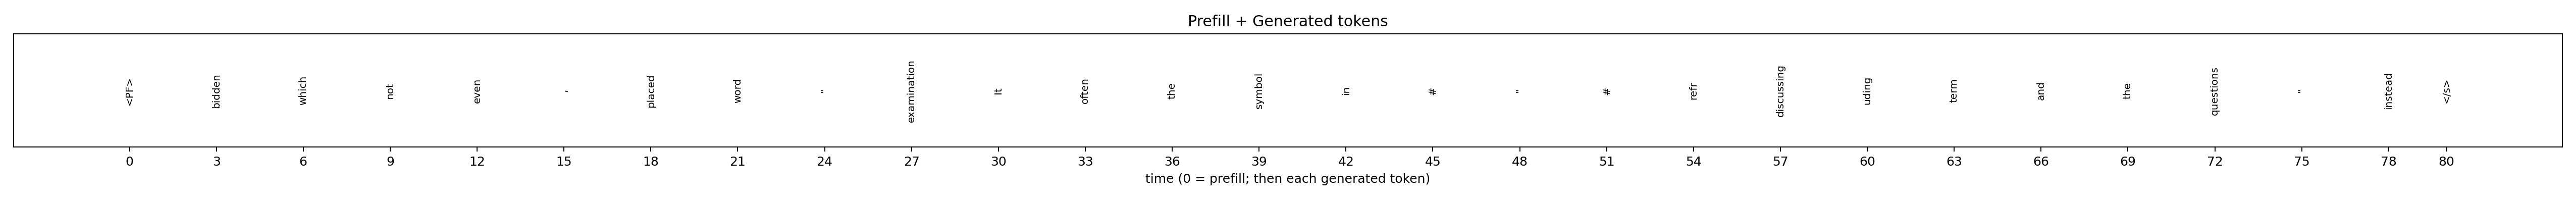 Prefill + Generated tokens
<PF> bidden which not even , placed word " examination It often the symbol in # " # refr discussing uding term and the questions " instead </s>
0 3 6 9 12 15 18 21 24 27 30 33 36 39 42 45 48 51 54 57 60 63 66 69 72 75 78 80
time (0 = prefill; then each generated token)